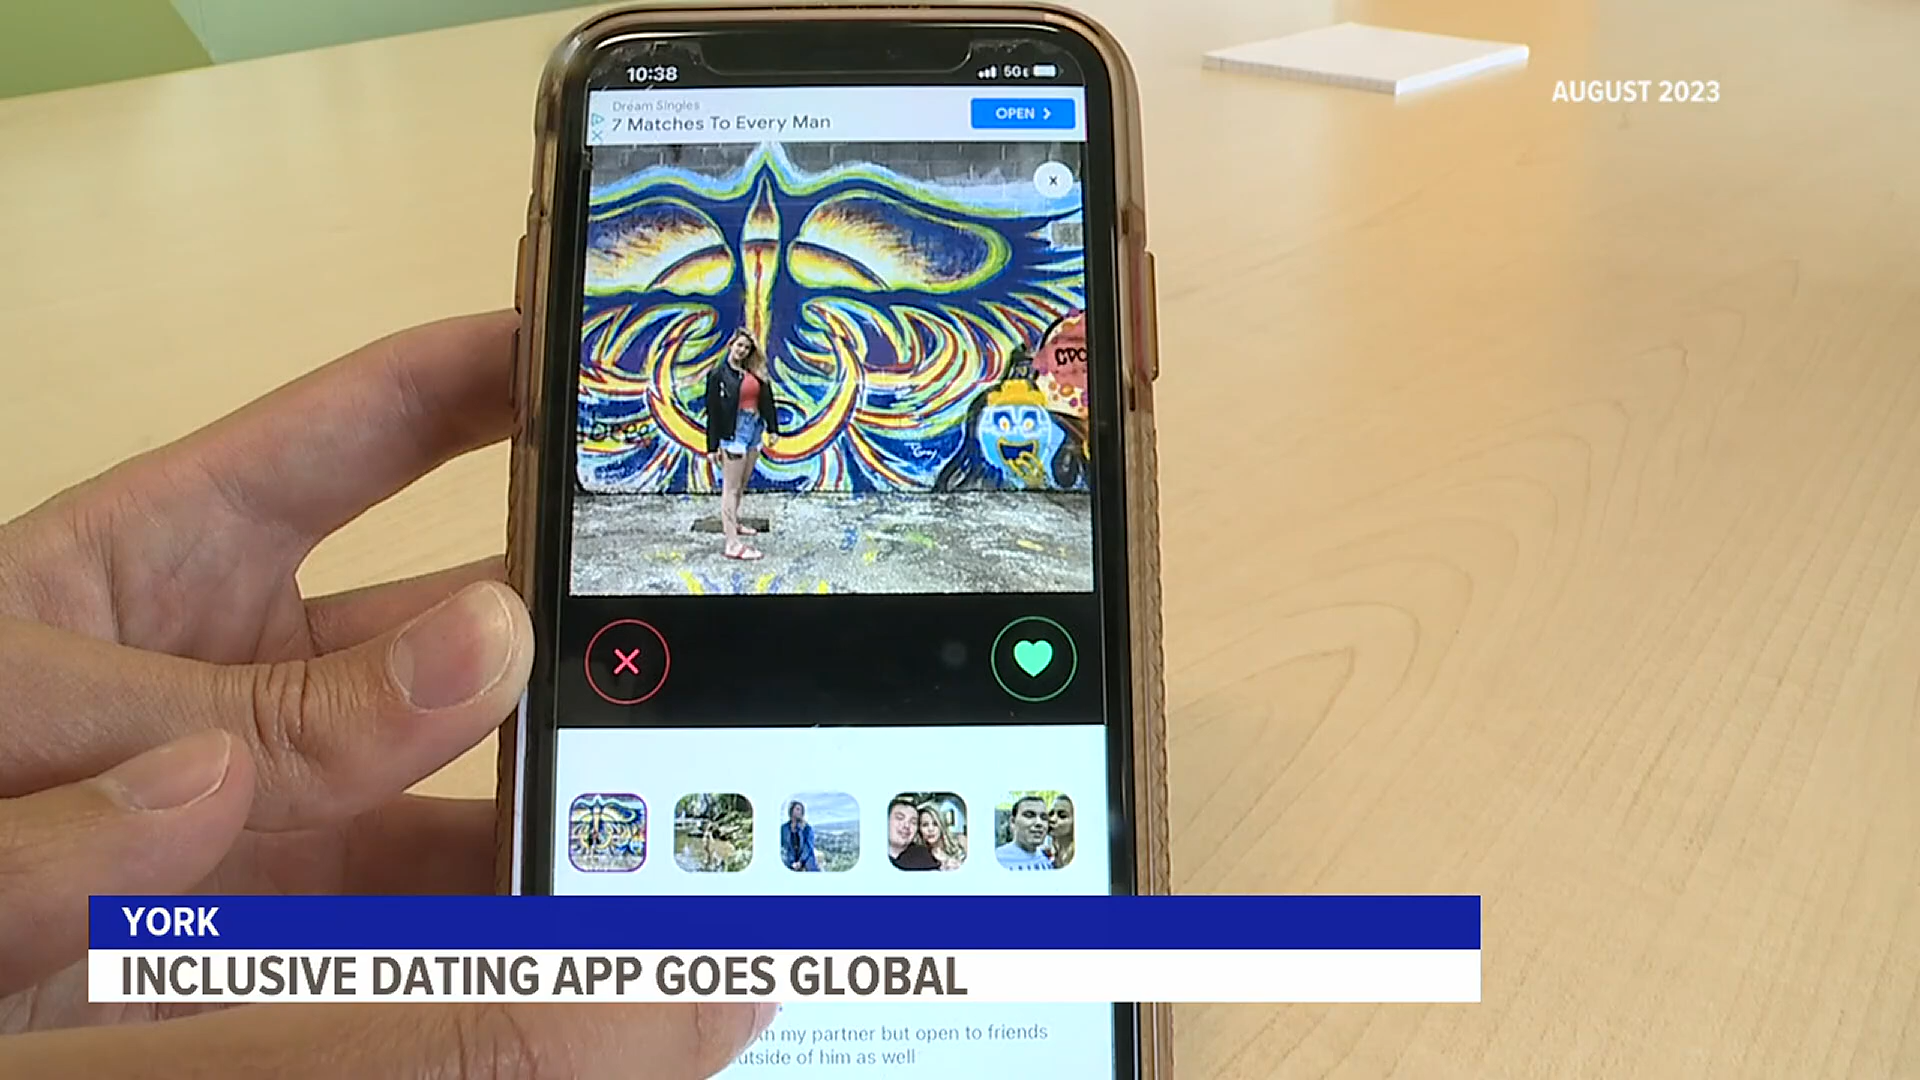 10:38
5G E
AUGUST 2023
Dream Singles
7 Matches To Every Man
OPEN
x
CDC
YORK
INCLUSIVE DATING APP GOES GLOBAL
my partner but open to friends
of him as well